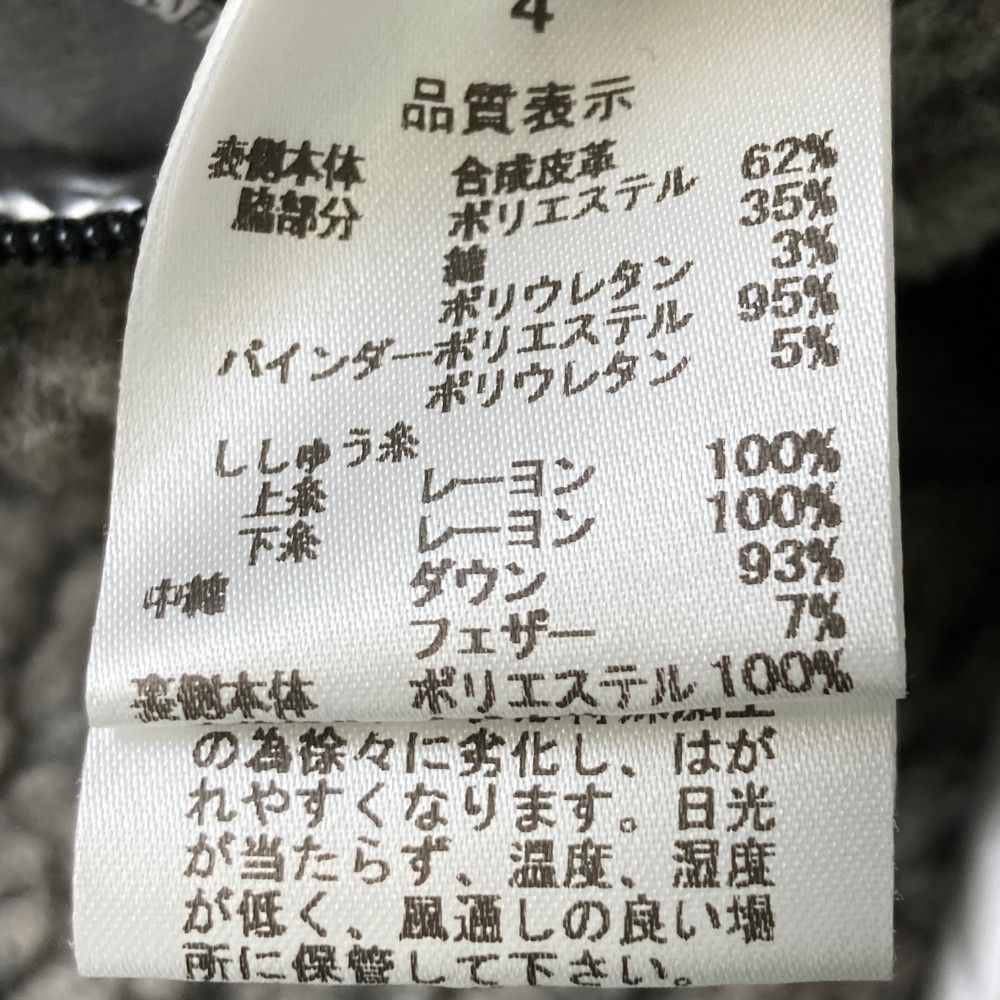 4
品質表示
表側本体 合成皮革 62%
脇部分 ポリエステル 35%
綿 3%
ポリウレタン 95%
バインダーポリエステル 5%
ポリウレタン
ししゅう糸
上糸 レーヨン 100%
下糸 レーヨン 100%
中綿 ダウン 93%
フェザー 7%
表側本体 ポリエステル 100%
の為徐々に劣化し、はが
れやすくなります。日光
が当たらず、温度、湿度
が低く、風通しの良い場
所に保管して下さい。